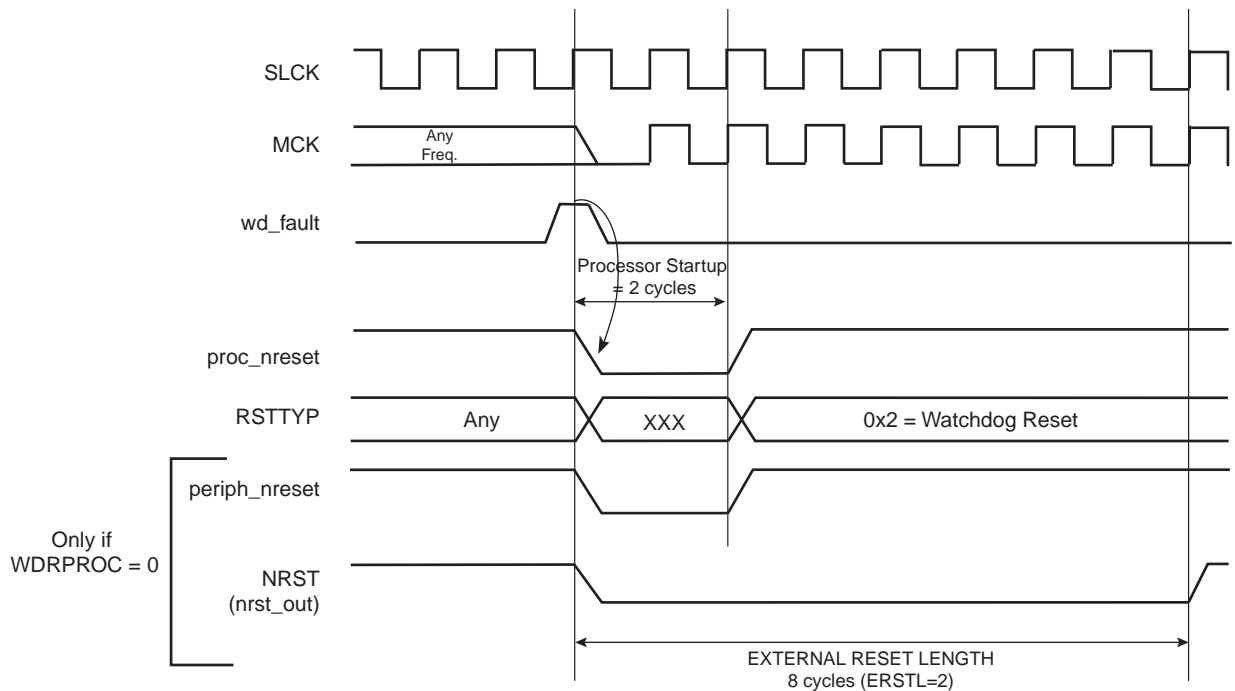 SLCK
MCK
Any
Freq.
wd_fault
Processor Startup
= 2 cycles
proc_nreset
RSTTYP
Any
XXX
0x2 = Watchdog Reset
periph_nreset
Only if
WDRPROC = 0
NRST
(nrst_out)
EXTERNAL RESET LENGTH
8 cycles (ERSTL=2)